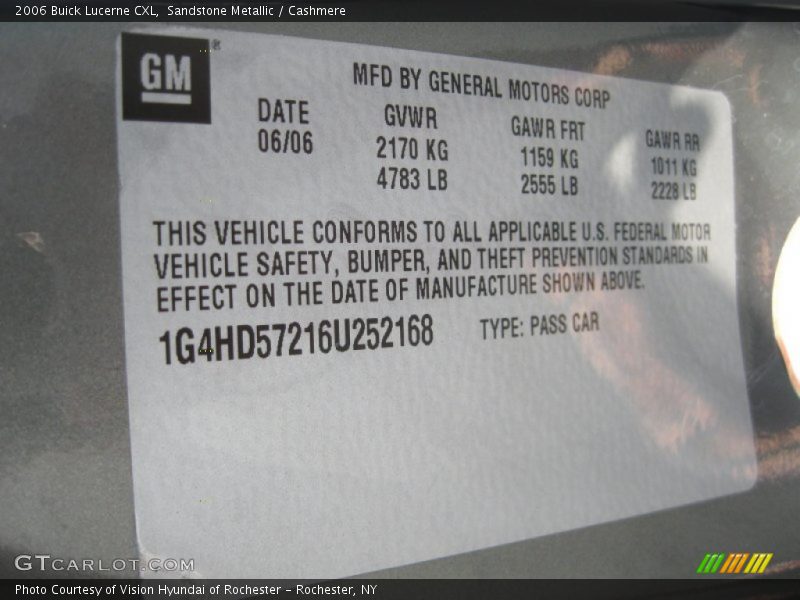 2006 Buick Lucerne CXL, Sandstone Metallic / Cashmere
GM®
MFD BY GENERAL MOTORS CORP
DATE GVWR GAWR FRT GAWR RR
06/06 2170 KG 1159 KG 1011 KG
4783 LB 2555 LB 2228 LB
THIS VEHICLE CONFORMS TO ALL APPLICABLE U.S. FEDERAL MOTOR
VEHICLE SAFETY, BUMPER, AND THEFT PREVENTION STANDARDS IN
EFFECT ON THE DATE OF MANUFACTURE SHOWN ABOVE.
1G4HD57216U252168 TYPE: PASS CAR
GTCARLOT.COM
Photo Courtesy of Vision Hyundai of Rochester – Rochester, NY